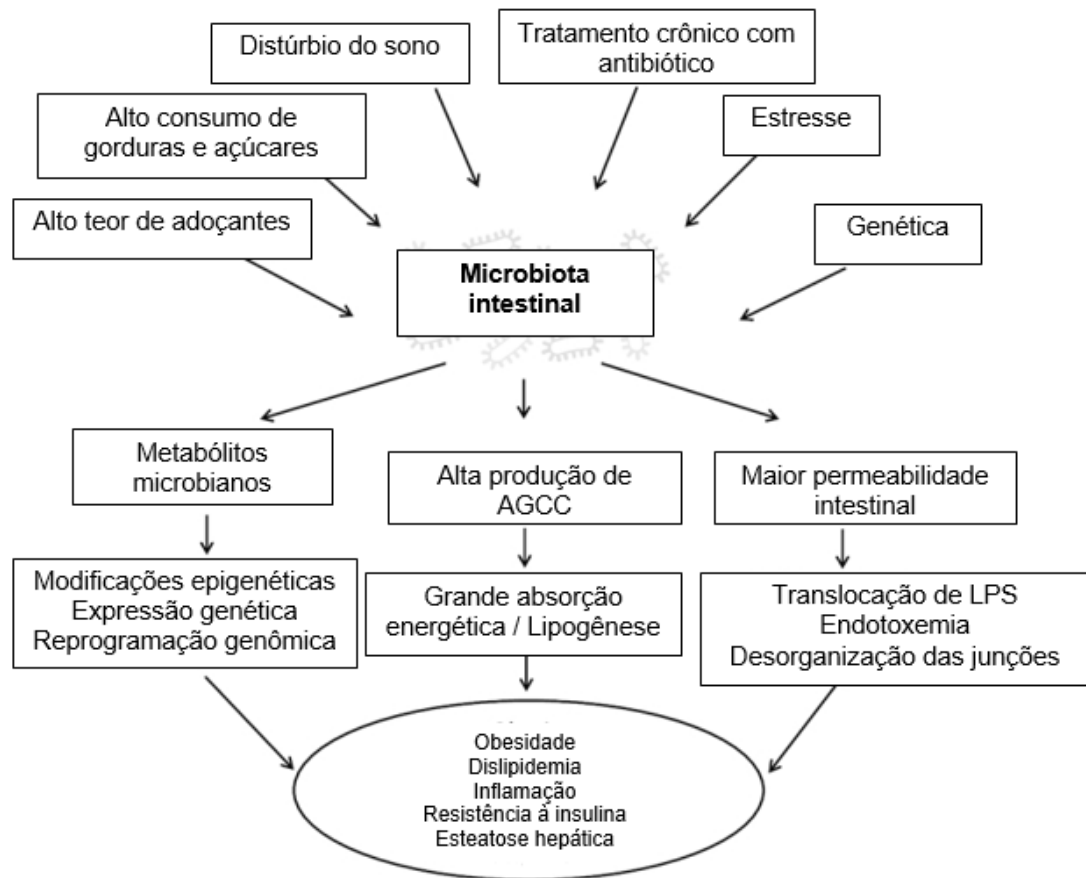 Distúrbio do sono
Tratamento crônico com
antibiótico
Alto consumo de
gorduras e açúcares
Estresse
Alto teor de adoçantes
Genética
Microbiota
intestinal
Metabólitos
microbianos
Alta produção de
AGCC
Maior permeabilidade
intestinal
Modificações epigenéticas
Expressão genética
Reprogramação genômica
Grande absorção
energética / Lipogênese
Translocação de LPS
Endotoxemia
Desorganização das junções
Obesidade
Dislipidemia
Inflamação
Resistência à insulina
Esteatose hepática